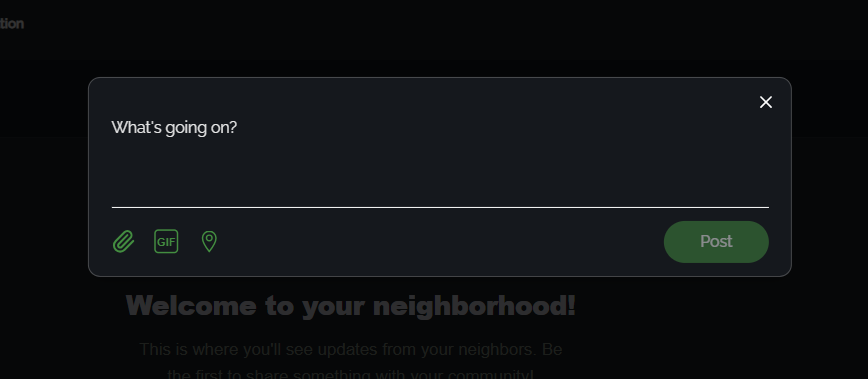 tion
What's going on?
GIF
Post
Welcome to your neighborhood!
This is where you'll see updates from your neighbors. Be
the first to share something with your community!